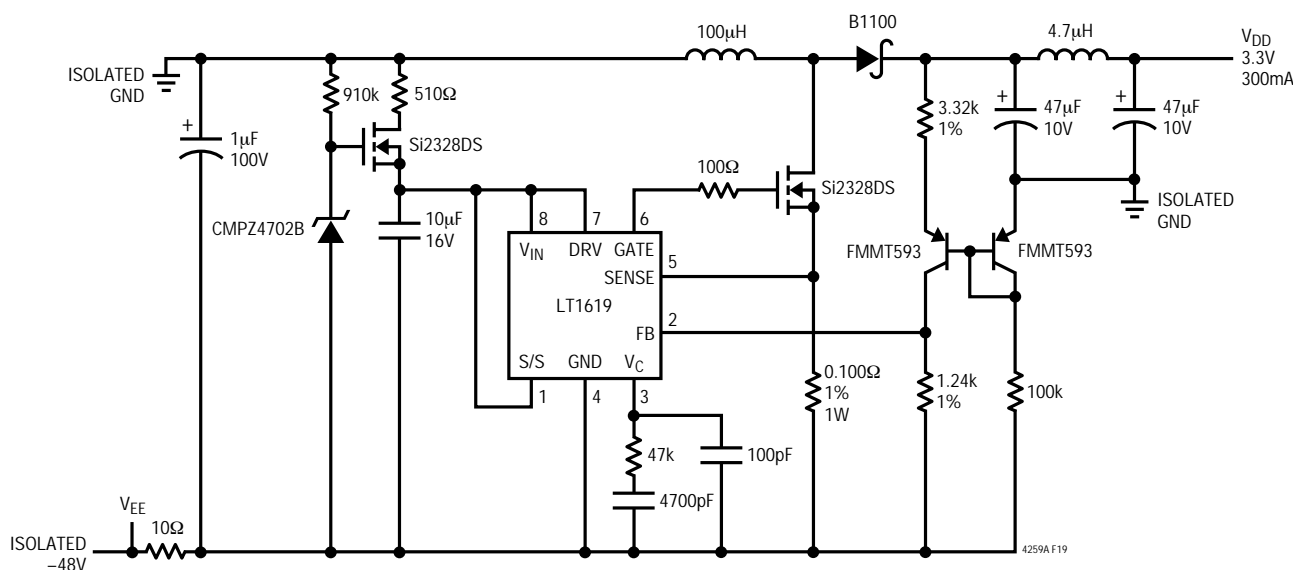 B1100
100µH
4.7µH
V_DD
3.3V
300mA
ISOLATED
GND
+
1µF
100V
910k
510Ω
Si2328DS
3.32k
1%
+
47µF
10V
+
47µF
10V
100Ω
Si2328DS
ISOLATED
GND
CMPZ4702B
10µF
16V
8
7
6
V_IN
DRV
GATE
SENSE
5
LT1619
FB
2
S/S
GND
V_C
1
4
3
FMMT593
FMMT593
0.100Ω
1%
1W
1.24k
1%
100k
47k
100pF
4700pF
V_EE
10Ω
ISOLATED
–48V
4259A F19